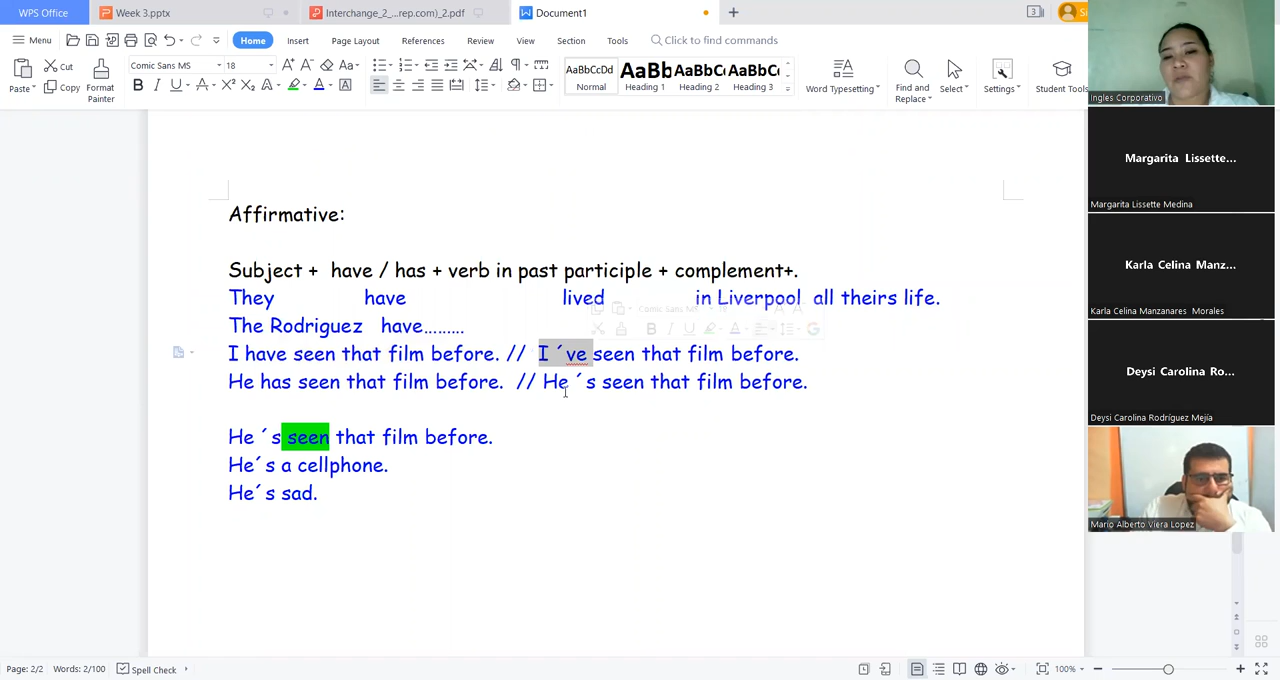 WPS Office
Week 3.pptx
Interchange_2_...rep.com)_2.pdf
Document1
Menu
Home
Insert
Page Layout
References
Review
View
Section
Tools
Click to find commands
Paste
Cut
Copy
Format Painter
Comic Sans MS
18
AaBbCcDd
Normal
AaBb
Heading 1
AaBbC
Heading 2
AaBbC
Heading 3
Word Typesetting
Find and Replace
Select
Settings
Student Tools
Affirmative:
Subject + have / has + verb in past participle + complement+.
They have lived in Liverpool all theirs life.
The Rodriguez have.........
I have seen that film before. // I ´ve seen that film before.
He has seen that film before. // He ´s seen that film before.
He ´s seen that film before.
He´s a cellphone.
He´s sad.
Ingles Corporativo
Margarita Lissette...
Margarita Lissette Medina
Karla Celina Manz...
Karla Celina Manzanares Morales
Deysi Carolina Ro...
Deysi Carolina Rodríguez Mejía
Mario Alberto Viera Lopez
Page: 2/2
Words: 2/100
Spell Check
100%